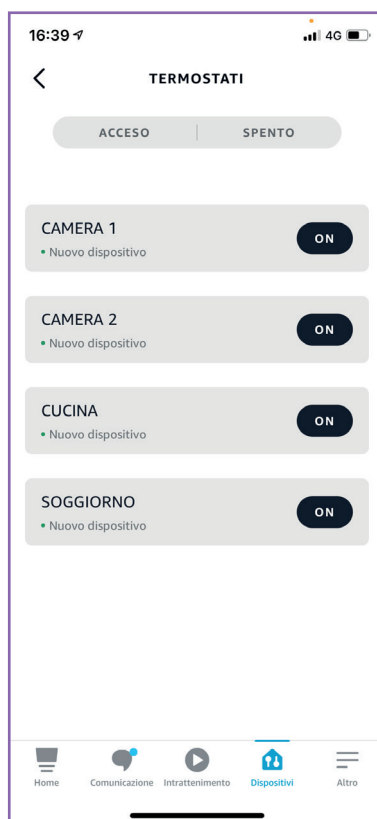 16:39
4G
TERMOSTATI
ACCESO SPENTO
CAMERA 1
ON
Nuovo dispositivo
CAMERA 2
ON
Nuovo dispositivo
CUCINA
ON
Nuovo dispositivo
SOGGIORNO
ON
Nuovo dispositivo
Home Comunicazione Intrattenimento Dispositivi Altro